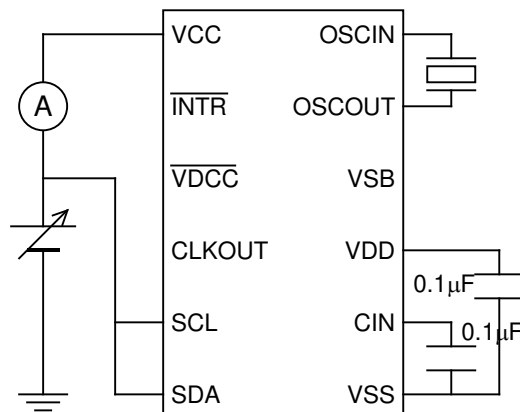 VCC OSCIN
A
INTR OSCOUT
VDCC VSB
CLKOUT VDD
0.1µF
SCL CIN
0.1µF
SDA VSS